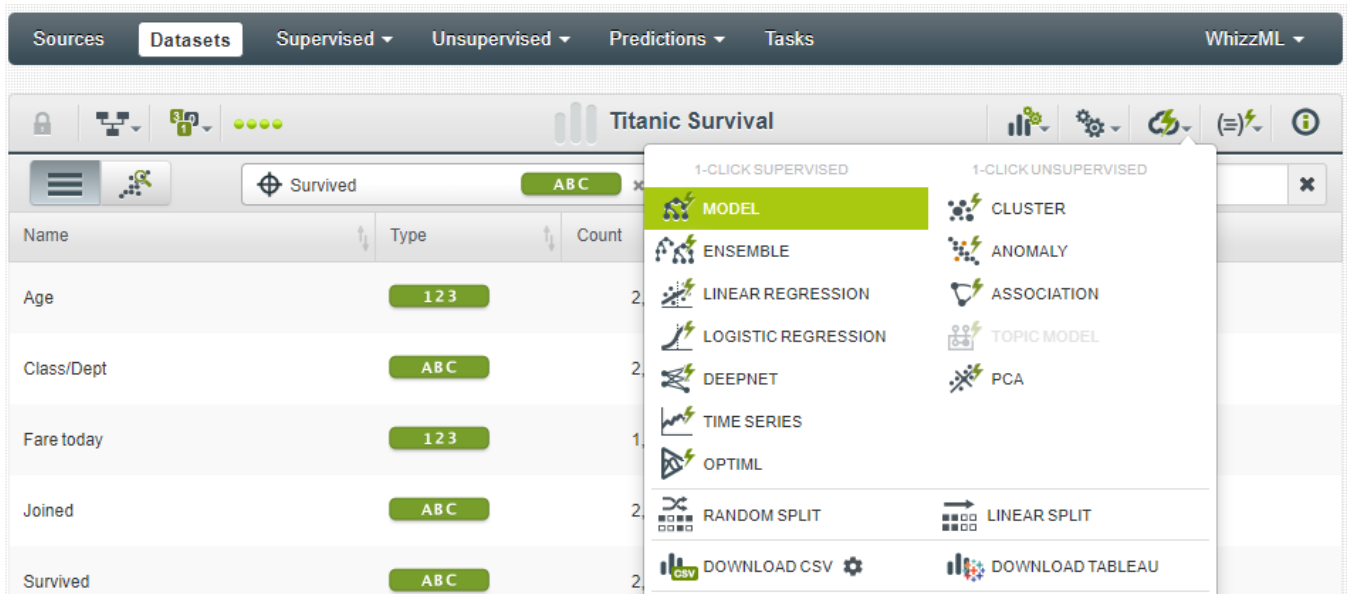 Sources Datasets Supervised Unsupervised Predictions Tasks WhizzML
Titanic Survival
Survived ABC
1-CLICK SUPERVISED 1-CLICK UNSUPERVISED
MODEL CLUSTER
Name Type Count
ENSEMBLE ANOMALY
Age 123 2,
LINEAR REGRESSION ASSOCIATION
LOGISTIC REGRESSION TOPIC MODEL
Class/Dept ABC 2,
DEEPNET PCA
TIME SERIES
Fare today 123 1,
OPTIML
Joined ABC 2,
RANDOM SPLIT LINEAR SPLIT
CSV DOWNLOAD CSV DOWNLOAD TABLEAU
Survived ABC 2,